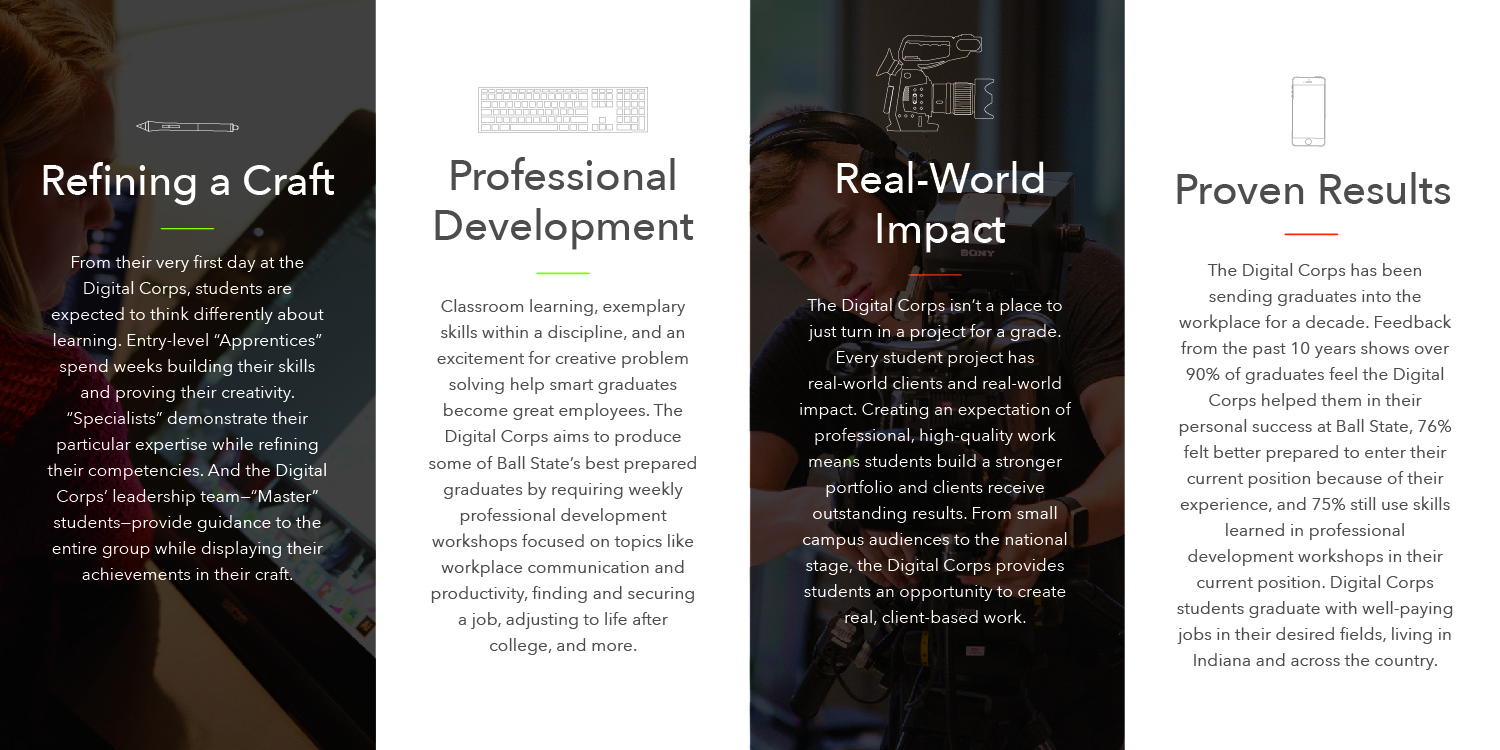 Refining a Craft
From their very first day at the
Digital Corps, students are
expected to think differently about
learning. Entry-level “Apprentices”
spend weeks building their skills
and proving their creativity.
“Specialists” demonstrate their
particular expertise while refining
their competencies. And the Digital
Corps’ leadership team—“Master”
students—provide guidance to the
entire group while displaying their
achievements in their craft.
Professional
Development
Classroom learning, exemplary
skills within a discipline, and an
excitement for creative problem
solving help smart graduates
become great employees. The
Digital Corps aims to produce
some of Ball State’s best prepared
graduates by requiring weekly
professional development
workshops focused on topics like
workplace communication and
productivity, finding and securing
a job, adjusting to life after
college, and more.
Real-World
Impact
SONY
The Digital Corps isn’t a place to
just turn in a project for a grade.
Every student project has
real-world clients and real-world
impact. Creating an expectation of
professional, high-quality work
means students build a stronger
portfolio and clients receive
outstanding results. From small
campus audiences to the national
stage, the Digital Corps provides
students an opportunity to create
real, client-based work.
Proven Results
The Digital Corps has been
sending graduates into the
workplace for a decade. Feedback
from the past 10 years shows over
90% of graduates feel the Digital
Corps helped them in their
personal success at Ball State, 76%
felt better prepared to enter their
current position because of their
experience, and 75% still use skills
learned in professional
development workshops in their
current position. Digital Corps
students graduate with well-paying
jobs in their desired fields, living in
Indiana and across the country.